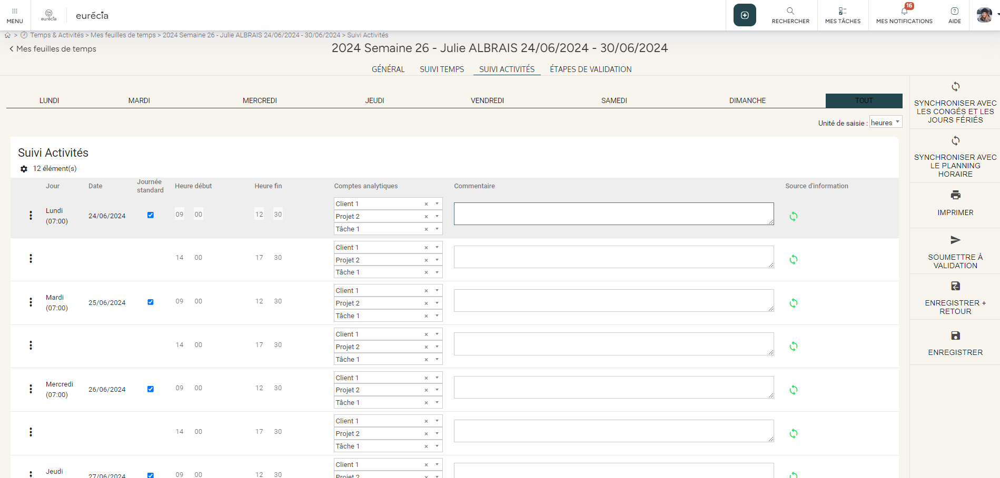 MENU
eurécia
eurécia
RECHERCHER
MES TÂCHES
16
MES NOTIFICATIONS
AIDE
> Temps & Activités > Mes feuilles de temps > 2024 Semaine 26 - Julie ALBRAIS 24/06/2024 - 30/06/2024 > Suivi Activités
Mes feuilles de temps
2024 Semaine 26 - Julie ALBRAIS 24/06/2024 - 30/06/2024
GÉNÉRAL SUIVI TEMPS SUIVI ACTIVITÉS ÉTAPES DE VALIDATION
LUNDI MARDI MERCREDI JEUDI VENDREDI SAMEDI DIMANCHE TOUT
Unité de saisie : heures
Suivi Activités
12 élément(s)
Jour Date Journée standard Heure début Heure fin Comptes analytiques Commentaire Source d'information
Lundi (07:00) 24/06/2024 09 00 12 30
Client 1 ×
Projet 2 ×
Tâche 1 ×
14 00 17 30
Client 1 ×
Projet 2 ×
Tâche 1 ×
Mardi (07:00) 25/06/2024 09 00 12 30
Client 1 ×
Projet 2 ×
Tâche 1 ×
14 00 17 30
Client 1 ×
Projet 2 ×
Tâche 1 ×
Mercredi (07:00) 26/06/2024 09 00 12 30
Client 1 ×
Projet 2 ×
Tâche 1 ×
14 00 17 30
Client 1 ×
Projet 2 ×
Tâche 1 ×
Jeudi 27/06/2024 09 00 12 30
Client 1 ×
Projet 2 ×
SYNCHRONISER AVEC
LES CONGÉS ET LES
JOURS FÉRIÉS
SYNCHRONISER AVEC
LE PLANNING
HORAIRE
IMPRIMER
SOUMETTRE À
VALIDATION
ENREGISTRER +
RETOUR
ENREGISTRER